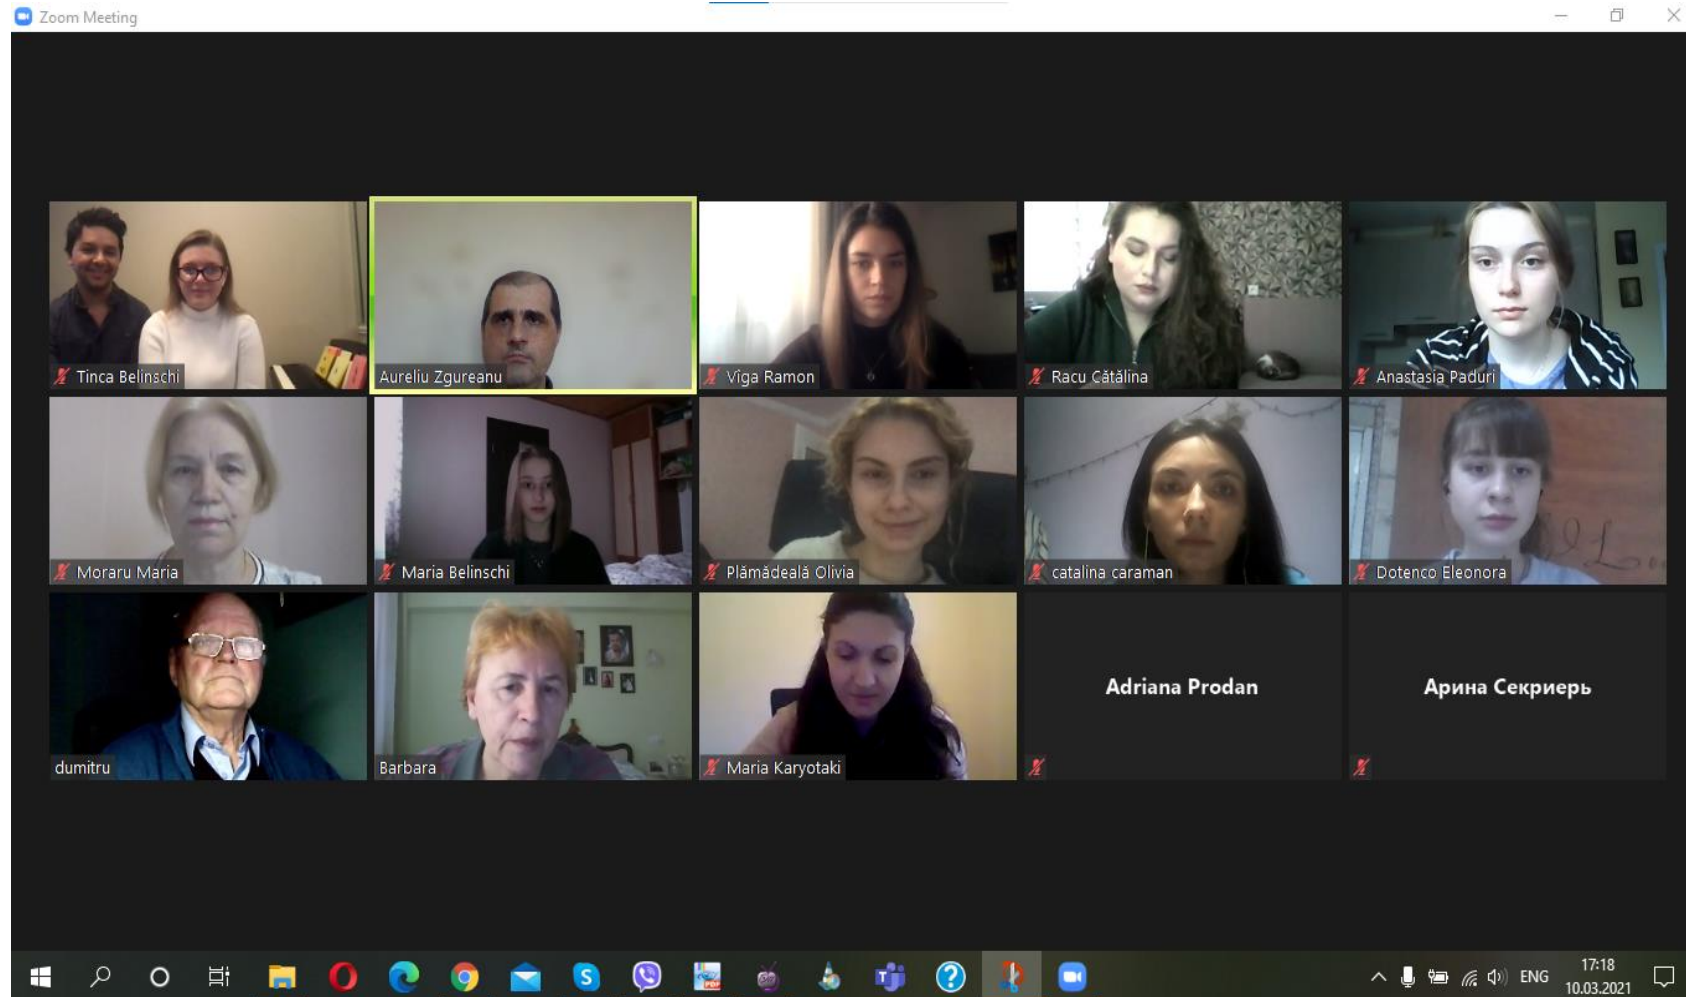 Zoom Meeting
Tinca Belinschi
Aureliu Zgureanu
Vîga Ramon
Racu Cătălina
Anastasia Paduri
Moraru Maria
Maria Belinschi
Plămădeală Olivia
catalina caraman
Dotenco Eleonora
dumitru
Barbara
Maria Karyotaki
Adriana Prodan
Арина Секриерь
ENG
17:18
10.03.2021